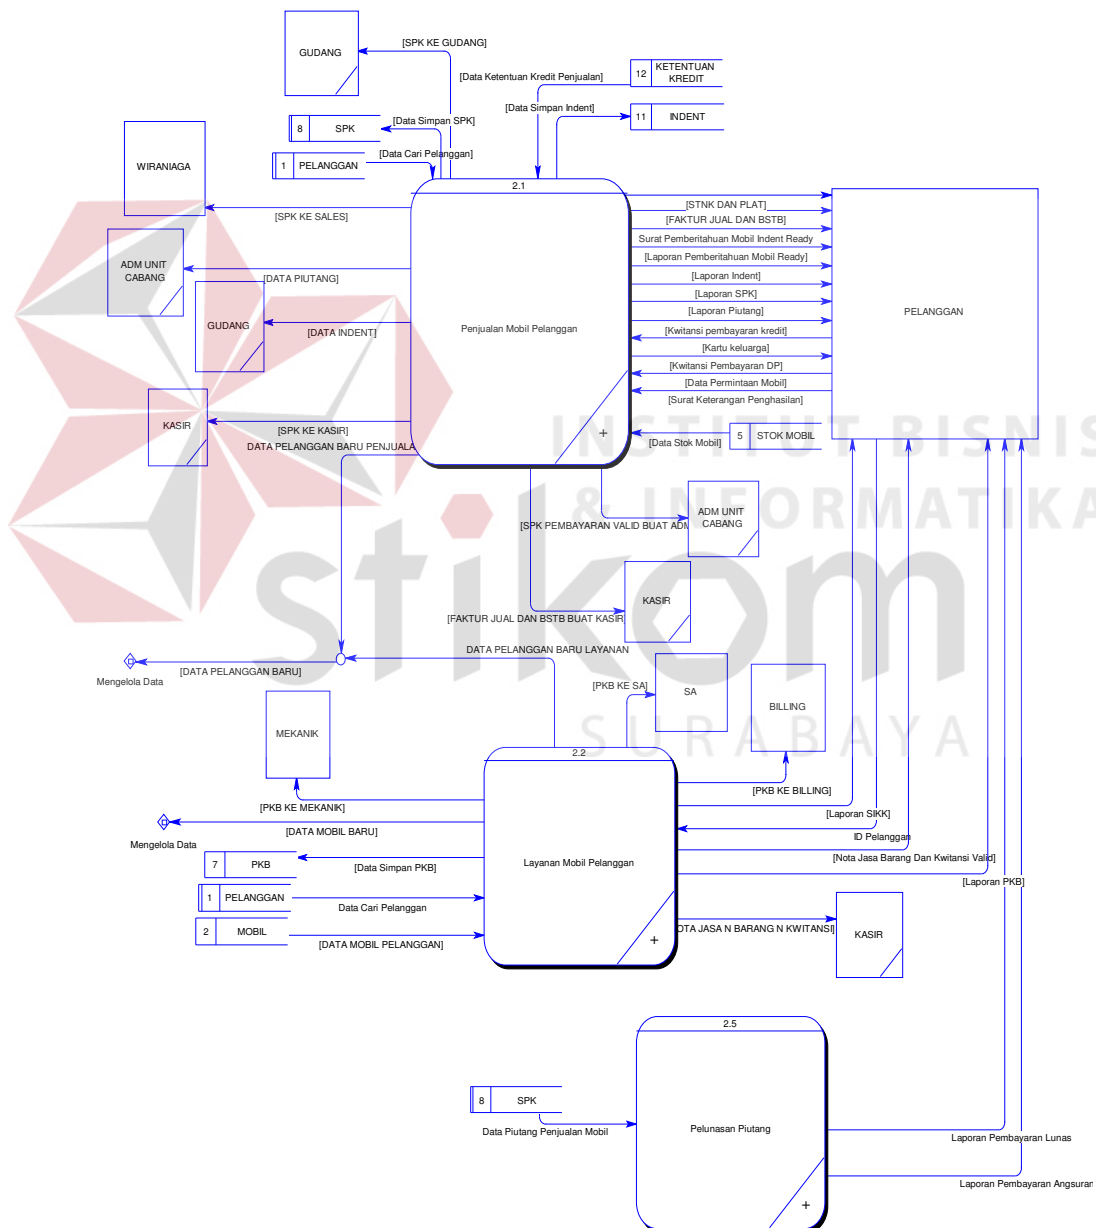 GUDANG
[SPK KE GUDANG]
12
KETENTUAN
KREDIT
[Data Ketentuan Kredit Penjualan]
[Data Simpan Indent]
11
INDENT
8
SPK
[Data Simpan SPK]
1
PELANGGAN
[Data Cari Pelanggan]
WIRANIAGA
[SPK KE SALES]
2.1
[STNK DAN PLAT]
[FAKTUR JUAL DAN BSTB]
Surat Pemberitahuan Mobil Indent Ready
[Laporan Pemberitahuan Mobil Ready]
[Laporan Indent]
[Laporan SPK]
[Laporan Piutang]
[Kwitansi pembayaran kredit]
[Kartu keluarga]
[Kwitansi Pembayaran DP]
[Data Permintaan Mobil]
[Surat Keterangan Penghasilan]
PELANGGAN
ADM UNIT
CABANG
[DATA PIUTANG]
GUDANG
[DATA INDENT]
Penjualan Mobil Pelanggan
KASIR
[SPK KE KASIR]
DATA PELANGGAN BARU PENJUALA
+
5
STOK MOBIL
[Data Stok Mobil]
INSTITUT BISNIS
& INFORMATIKA
stikom
SURABAYA
ADM UNIT
CABANG
[SPK PEMBAYARAN VALID BUAT ADM
KASIR
[FAKTUR JUAL DAN BSTB BUAT KASIR]
DATA PELANGGAN BARU LAYANAN
[DATA PELANGGAN BARU]
Mengelola Data
[PKB KE SA]
SA
BILLING
MEKANIK
2.2
[PKB KE MEKANIK]
[PKB KE BILLING]
[DATA MOBIL BARU]
Mengelola Data
[Laporan SIKK]
ID Pelanggan
7
PKB
[Data Simpan PKB]
Layanan Mobil Pelanggan
[Nota Jasa Barang Dan Kwitansi Valid]
[Laporan PKB]
1
PELANGGAN
Data Cari Pelanggan
2
MOBIL
[DATA MOBIL PELANGGAN]
+
OTA JASA N BARANG N KWITANSI]
KASIR
2.5
8
SPK
Data Piutang Penjualan Mobil
Pelunasan Piutang
Laporan Pembayaran Lunas
Laporan Pembayaran Angsuran
+